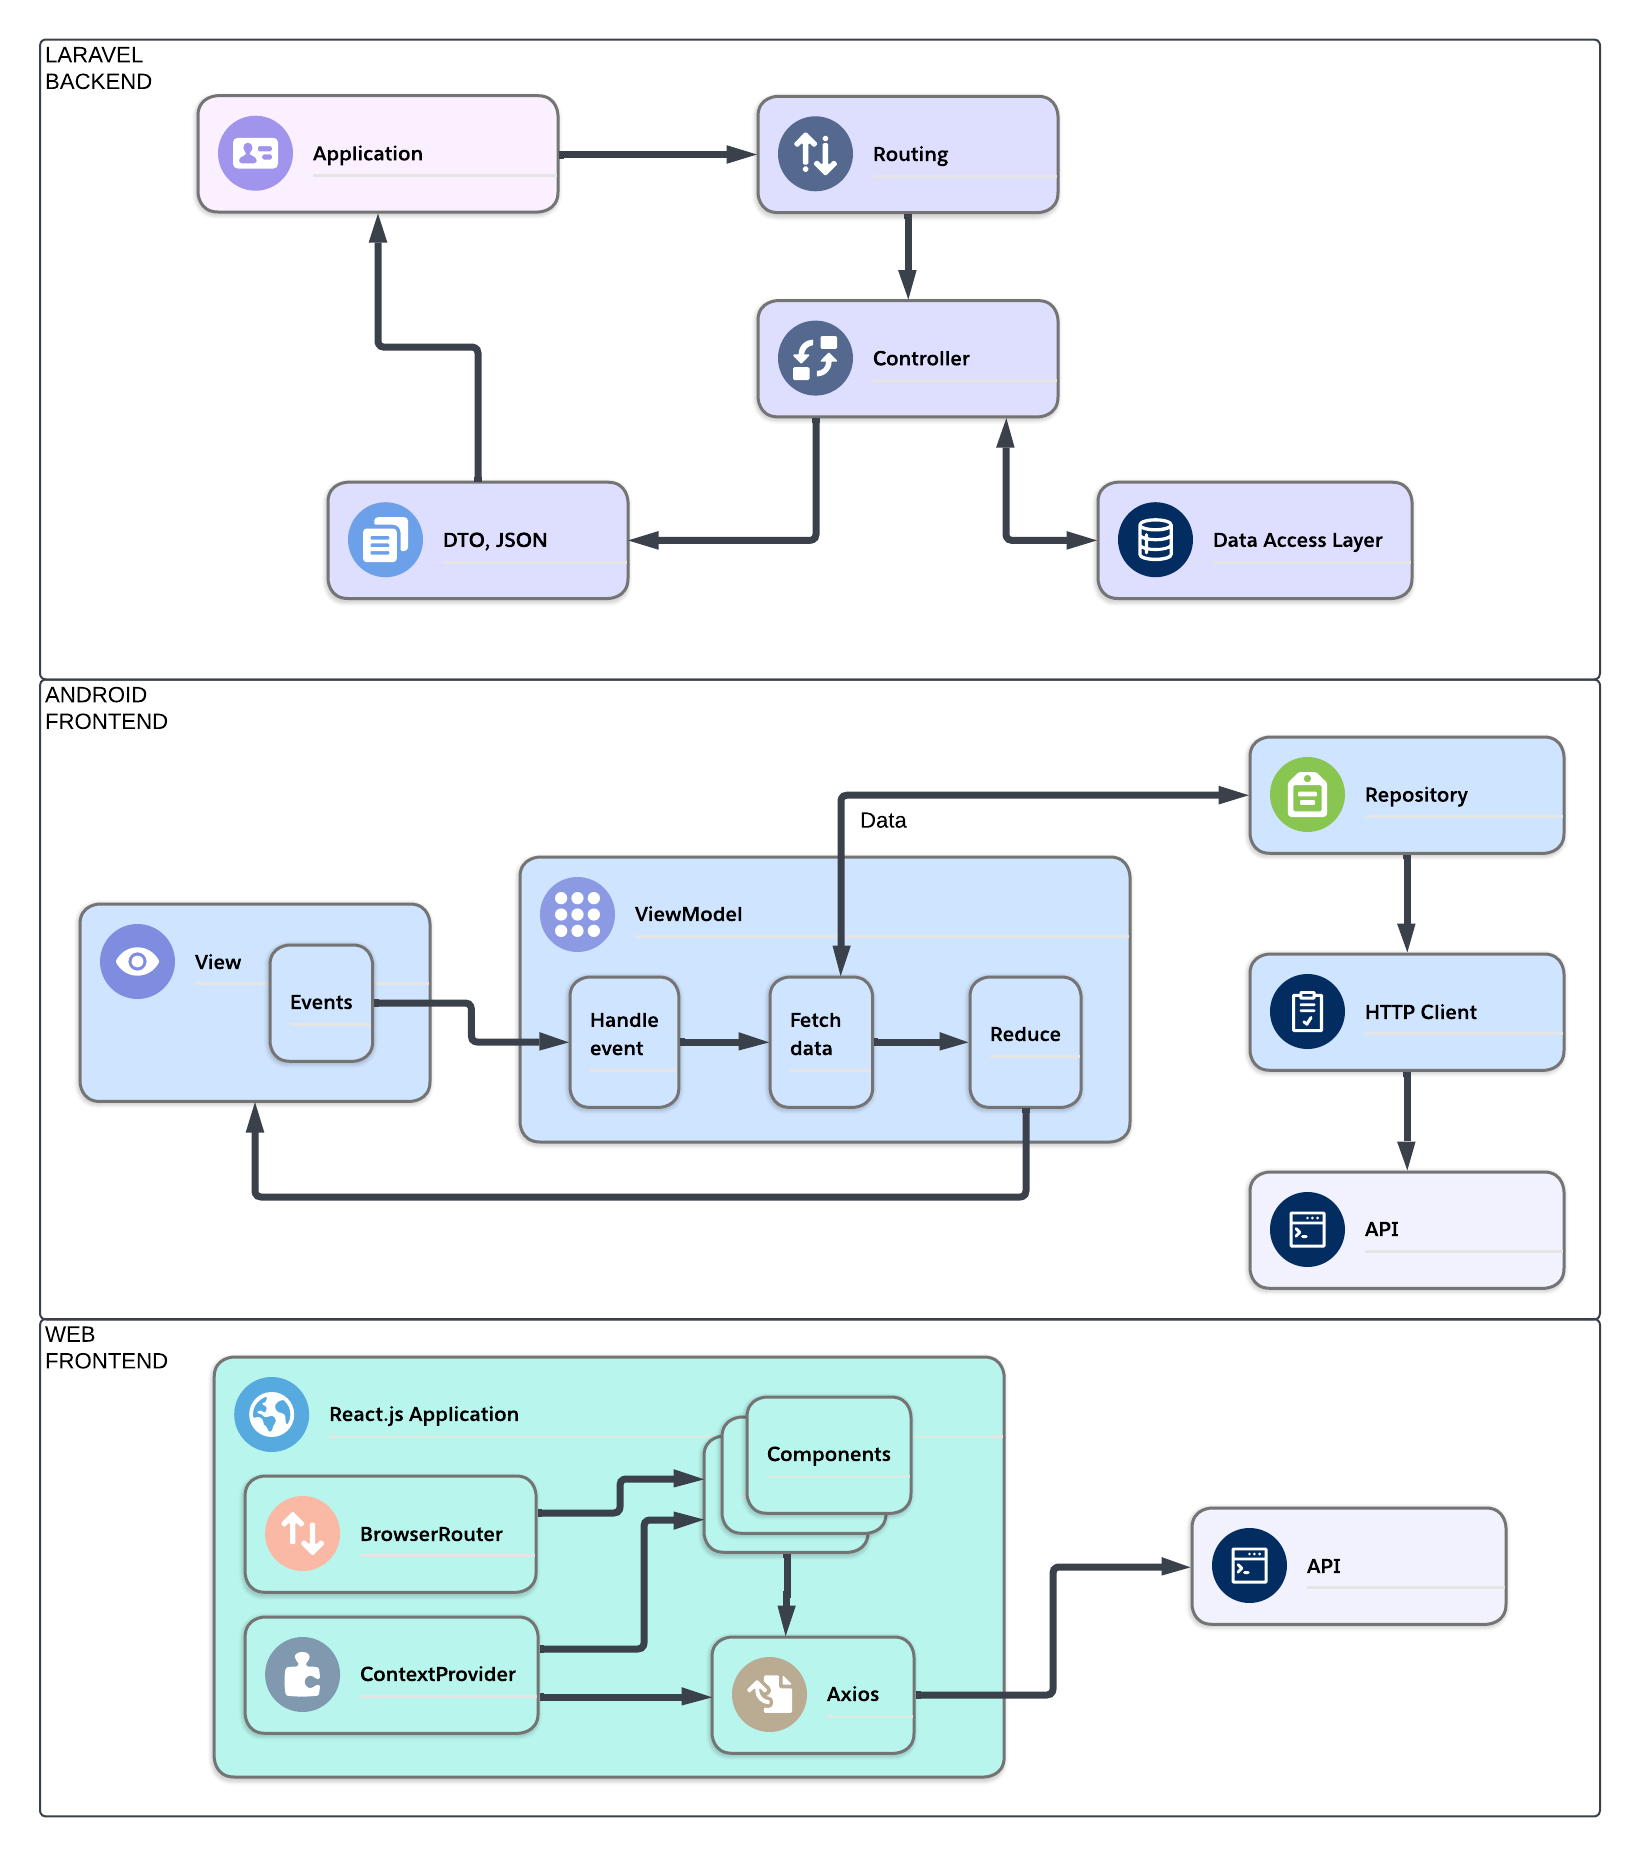 LARAVEL
BACKEND
Application
Routing
Controller
DTO, JSON
Data Access Layer
ANDROID
FRONTEND
Repository
Data
ViewModel
View
Events
Handle
event
Fetch
data
Reduce
HTTP Client
API
WEB
FRONTEND
React.js Application
Components
BrowserRouter
API
ContextProvider
Axios